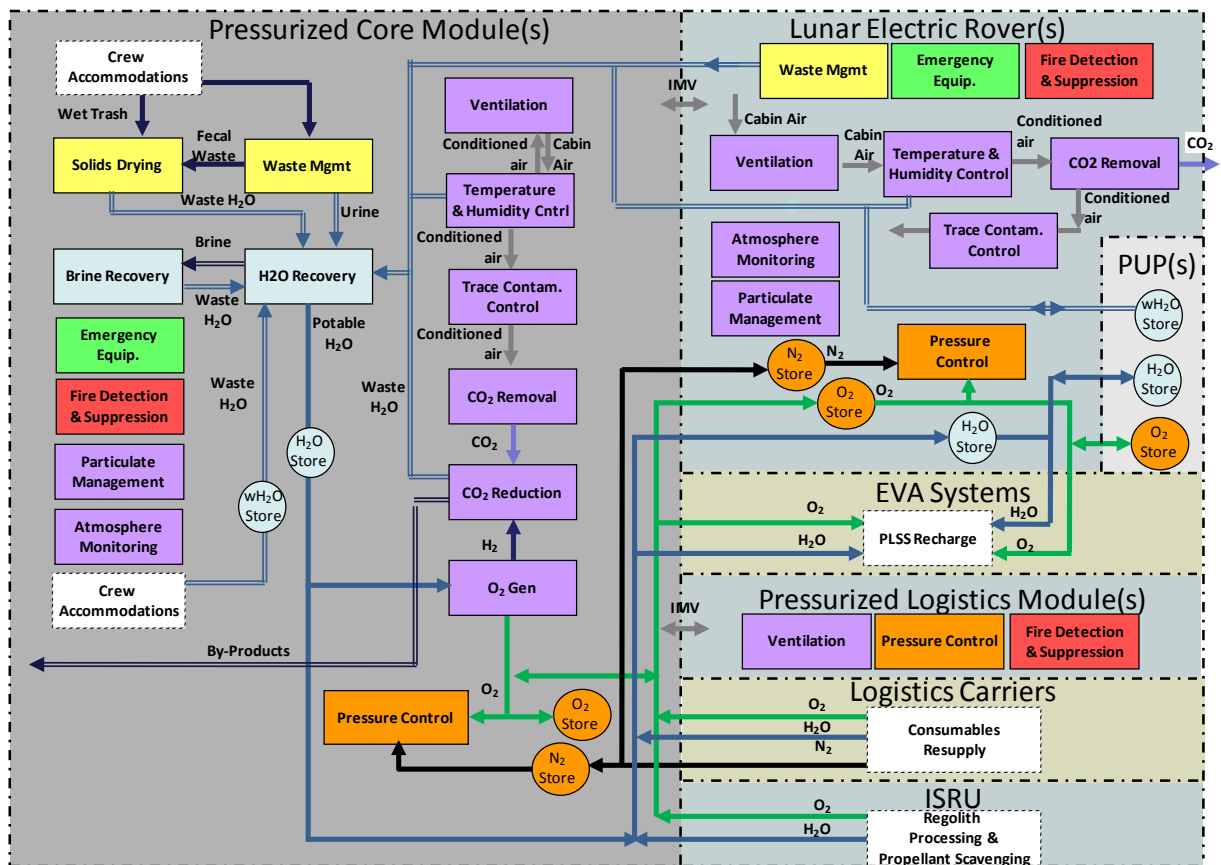 Pressurized Core Module(s)
Crew
Accommodations
Wet Trash
Fecal
Waste
Solids Drying
Waste Mgmt
Waste H₂O
Urine
Brine
Brine Recovery
H2O Recovery
Waste
H₂O
Potable
H₂O
Emergency
Equip.
Fire Detection
& Suppression
Particulate
Management
Atmosphere
Monitoring
Crew
Accommodations
Waste
H₂O
wH₂O
Store
H₂O
Store
Ventilation
Conditioned
air
Cabin
Air
Temperature
& Humidity Cntrl
Conditioned
air
Trace Contam.
Control
Conditioned
air
Waste
H₂O
CO₂ Removal
CO₂
CO₂ Reduction
H₂
O₂ Gen
By-Products
O₂
Pressure Control
O₂
Store
N₂
Store
Lunar Electric Rover(s)
IMV
Waste Mgmt
Emergency
Equip.
Fire Detection
& Suppression
Cabin Air
Ventilation
Cabin
Air
Temperature &
Humidity Control
Conditioned
air
CO2 Removal
CO₂
Conditioned
air
Trace Contam.
Control
Atmosphere
Monitoring
Particulate
Management
N₂
Store
N₂
Pressure
Control
O₂
Store
O₂
H₂O
Store
PUP(s)
wH₂O
Store
H₂O
Store
O₂
Store
EVA Systems
O₂
H₂O
PLSS Recharge
H₂O
O₂
Pressurized Logistics Module(s)
IMV
Ventilation
Pressure Control
Fire Detection
& Suppression
Logistics Carriers
O₂
H₂O
N₂
Consumables
Resupply
ISRU
O₂
H₂O
Regolith
Processing &
Propellant Scavenging